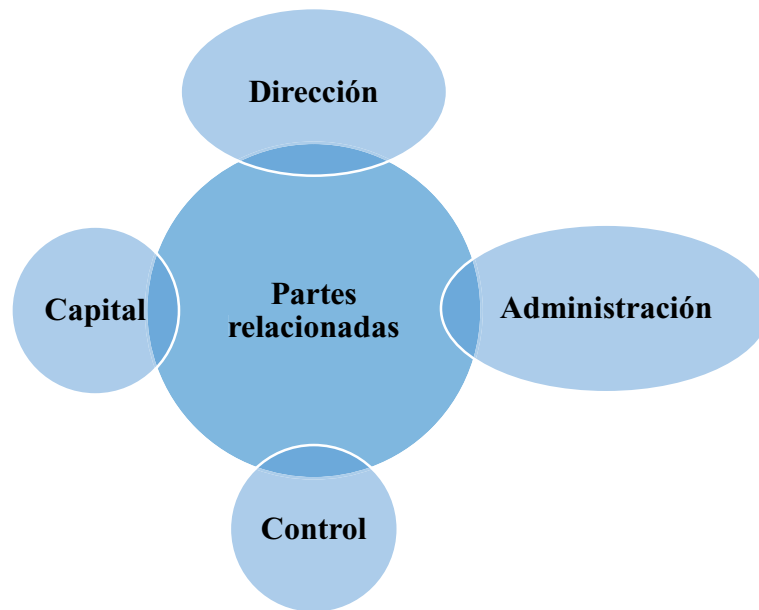 Dirección
Capital
Partes
relacionadas
Administración
Control